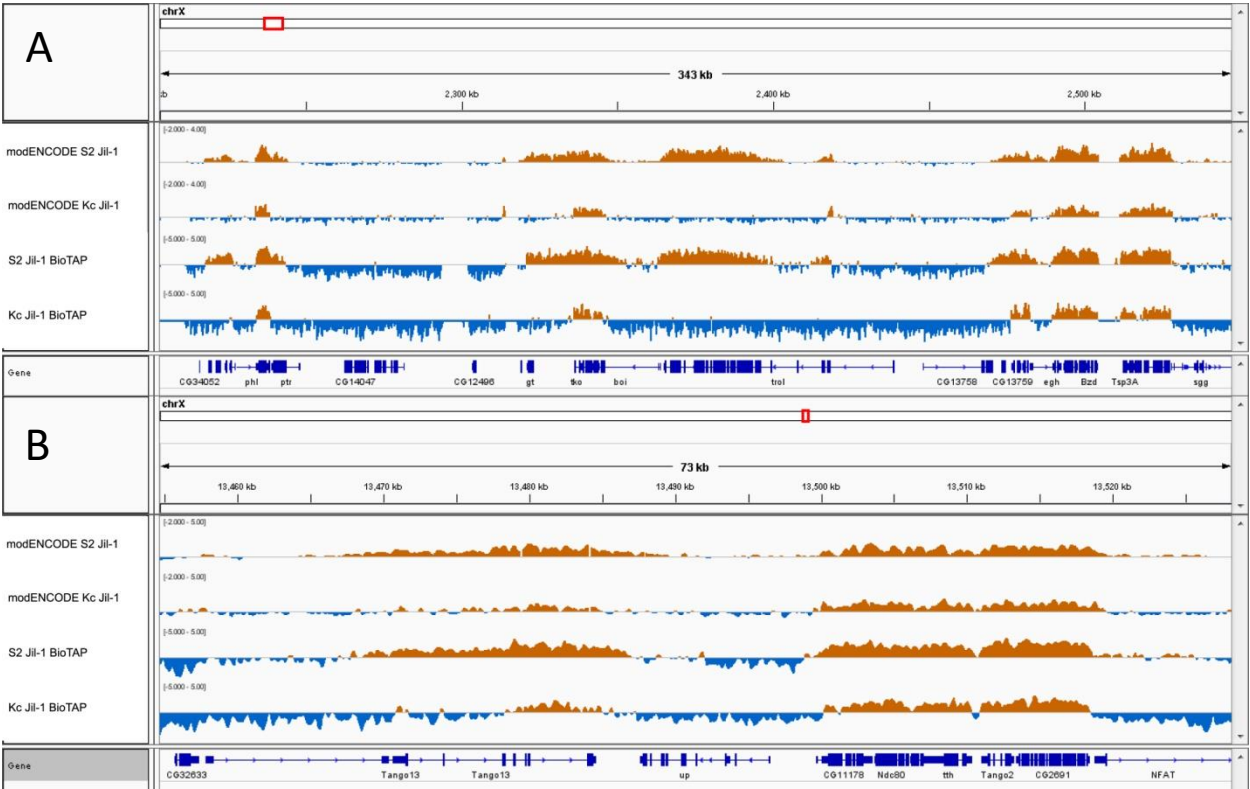 A
chrX
343 kb
2,300 kb 2,400 kb 2,500 kb
modENCODE S2 Jil-1
[-2.000 - 4.00]
modENCODE Kc Jil-1
[-2.000 - 4.00]
S2 Jil-1 BioTAP
[-5.000 - 5.00]
Kc Jil-1 BioTAP
[-5.000 - 5.00]
Gene
CG34052 phl ptr CG14047 CG12496 gt tko boi trol CG13758 CG13759 egh Bzd Tsp3A sgg
B
chrX
73 kb
13,460 kb 13,470 kb 13,480 kb 13,490 kb 13,500 kb 13,510 kb 13,520 kb
modENCODE S2 Jil-1
[-2.000 - 5.00]
modENCODE Kc Jil-1
[-2.000 - 5.00]
S2 Jil-1 BioTAP
[-5.000 - 5.00]
Kc Jil-1 BioTAP
[-5.000 - 5.00]
Gene
CG32633 Tango13 Tango13 up CG11178 Ndc80 tth Tango2 CG2691 NFAT